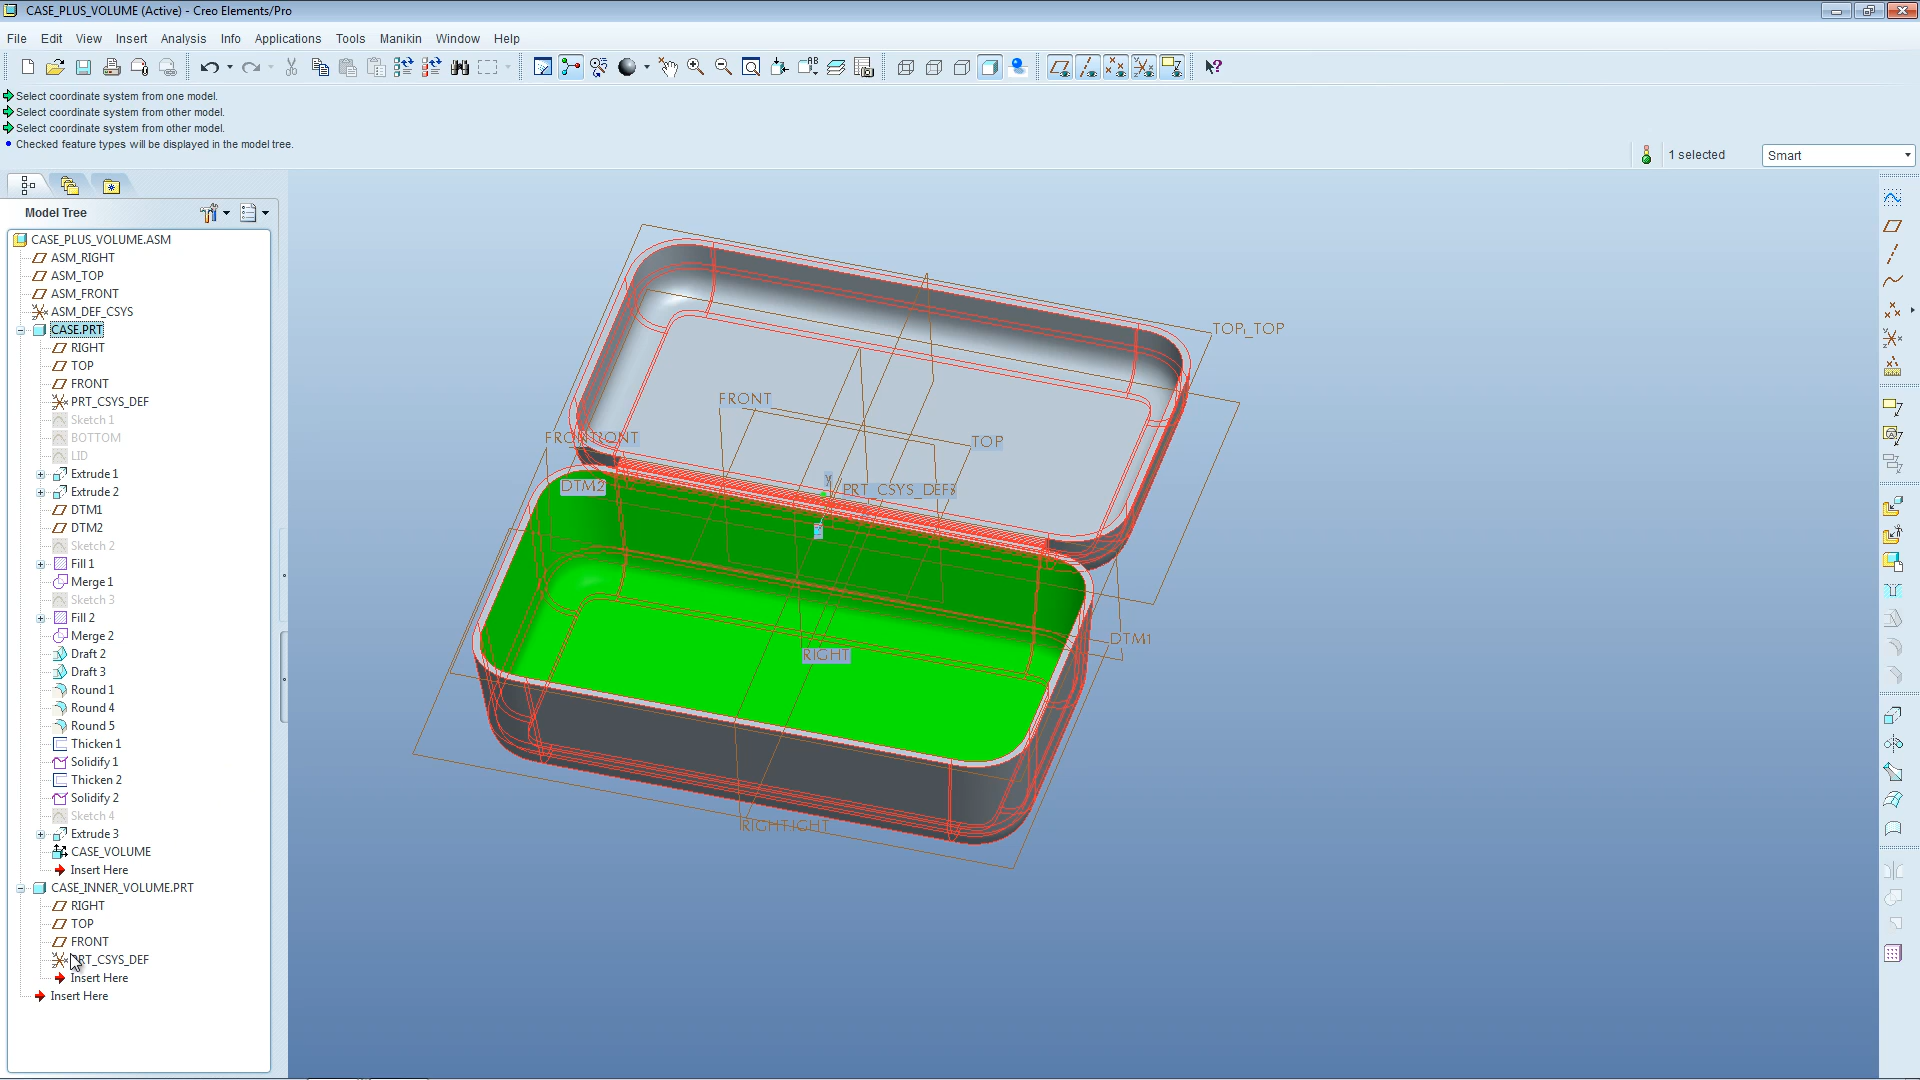 CASE_PLUS_VOLUME (Active) - Creo Elements/Pro
File Edit View Insert Analysis Info Applications Tools Manikin Window Help
Select coordinate system from one model.
Select coordinate system from other model.
Select coordinate system from other model.
Checked feature types will be displayed in the model tree.
1 selected
Smart
Model Tree
CASE_PLUS_VOLUME.ASM
ASM_RIGHT
ASM_TOP
ASM_FRONT
ASM_DEF_CSYS
CASE.PRT
RIGHT
TOP
FRONT
PRT_CSYS_DEF
Sketch 1
BOTTOM
LID
Extrude 1
Extrude 2
DTM1
DTM2
Sketch 2
Fill 1
Merge 1
Sketch 3
Fill 2
Merge 2
Draft 2
Draft 3
Round 1
Round 4
Round 5
Thicken 1
Solidify 1
Thicken 2
Solidify 2
Sketch 4
Extrude 3
CASE_VOLUME
Insert Here
CASE_INNER_VOLUME.PRT
RIGHT
TOP
FRONT
PRT_CSYS_DEF
Insert Here
Insert Here
FRONT
TOP
DTM2
Y
RIGHT
DTM1